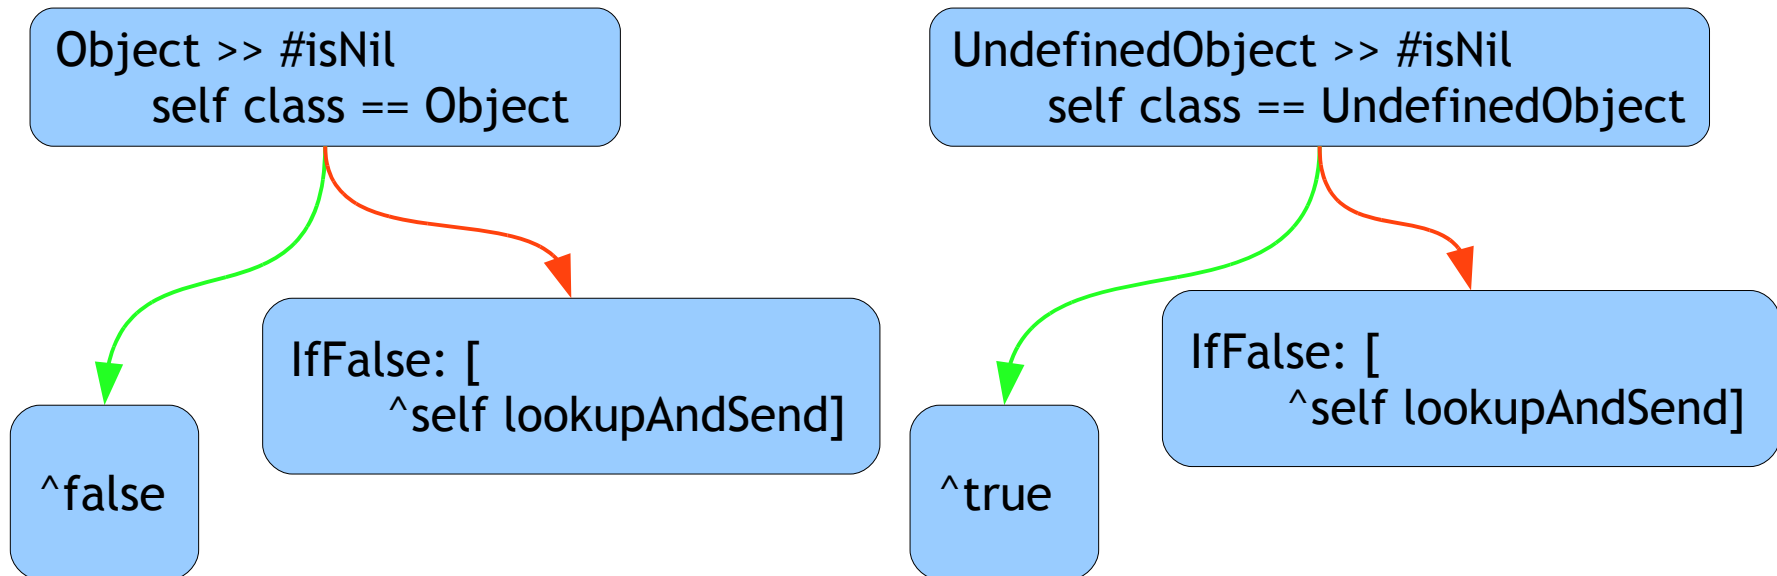 Object >> #isNil
self class == Object
UndefinedObject >> #isNil
self class == UndefinedObject
IfFalse: [
^self lookupAndSend]
^false
IfFalse: [
^self lookupAndSend]
^true